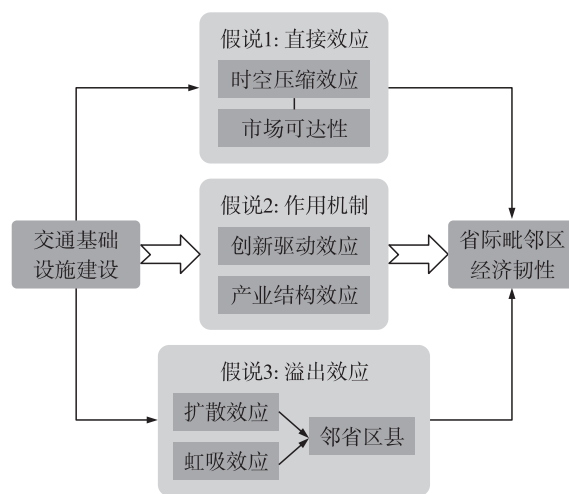 假说1: 直接效应
时空压缩效应
市场可达性
交通基础
设施建设
假说2: 作用机制
创新驱动效应
产业结构效应
省际毗邻区
经济韧性
假说3: 溢出效应
扩散效应
虹吸效应
邻省区县